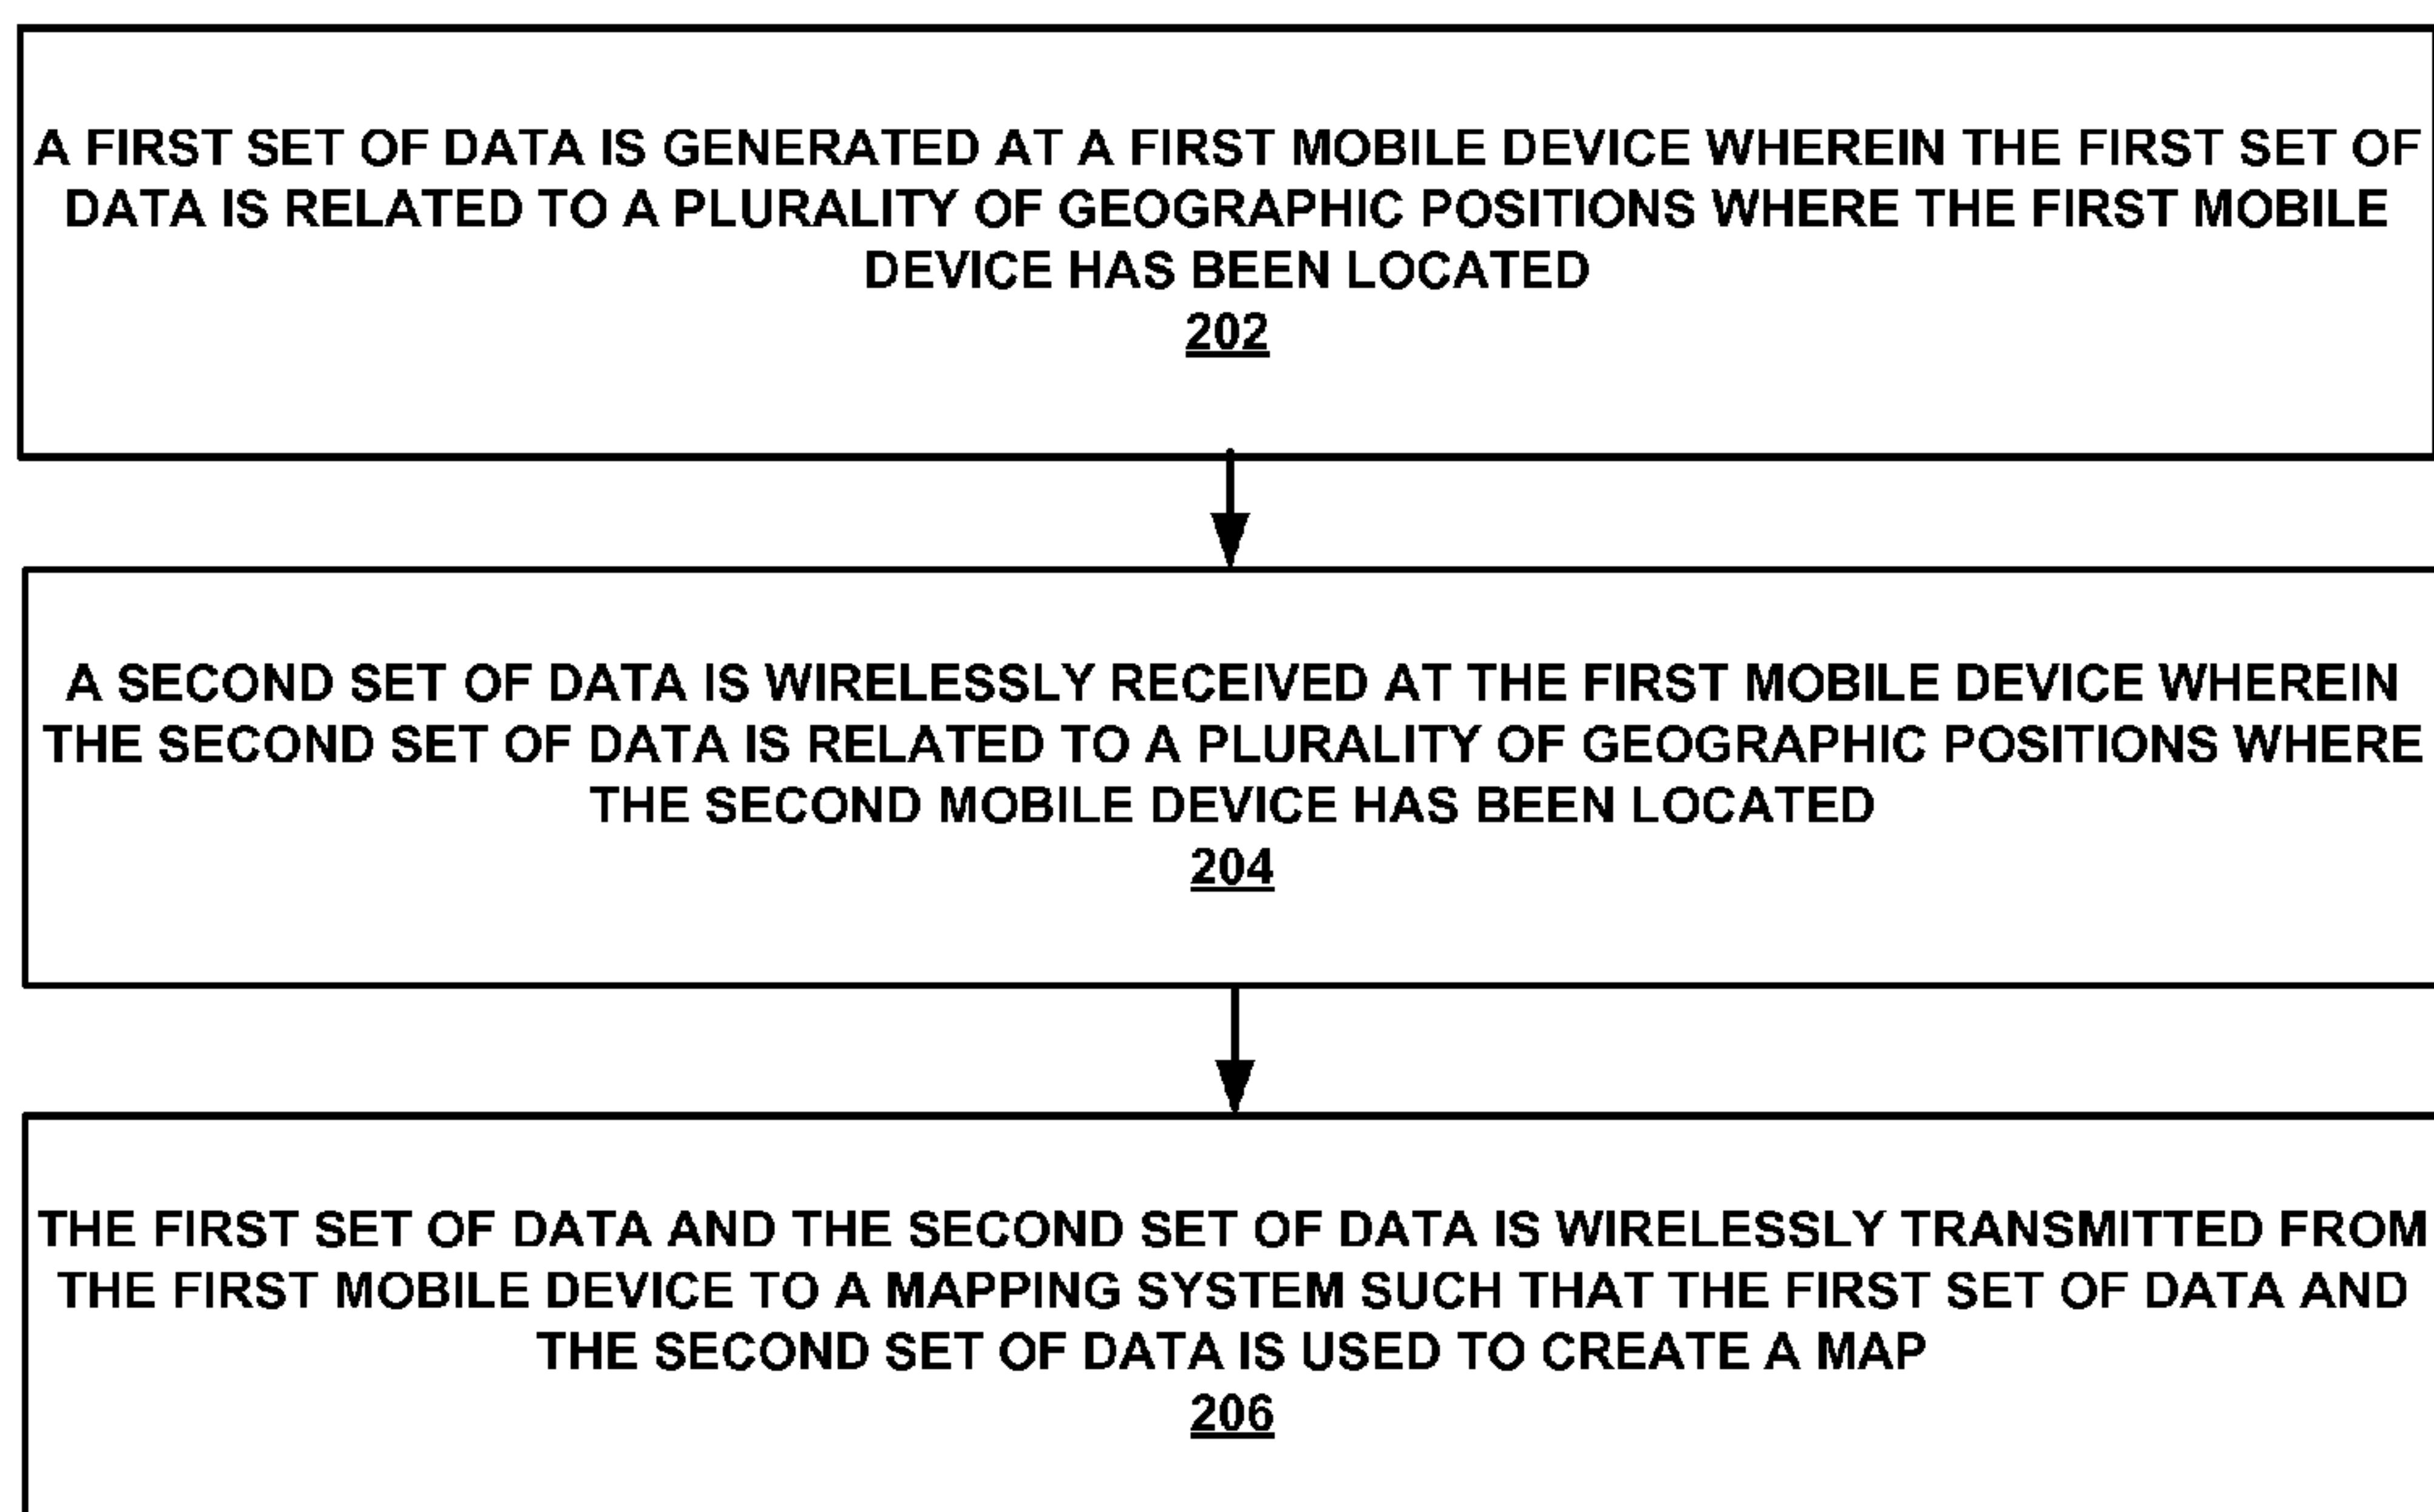 A FIRST SET OF DATA IS GENERATED AT A FIRST MOBILE DEVICE WHEREIN THE FIRST SET OF
DATA IS RELATED TO A PLURALITY OF GEOGRAPHIC POSITIONS WHERE THE FIRST MOBILE
DEVICE HAS BEEN LOCATED
202
A SECOND SET OF DATA IS WIRELESSLY RECEIVED AT THE FIRST MOBILE DEVICE WHEREIN
THE SECOND SET OF DATA IS RELATED TO A PLURALITY OF GEOGRAPHIC POSITIONS WHERE
THE SECOND MOBILE DEVICE HAS BEEN LOCATED
204
THE FIRST SET OF DATA AND THE SECOND SET OF DATA IS WIRELESSLY TRANSMITTED FROM
THE FIRST MOBILE DEVICE TO A MAPPING SYSTEM SUCH THAT THE FIRST SET OF DATA AND
THE SECOND SET OF DATA IS USED TO CREATE A MAP
206